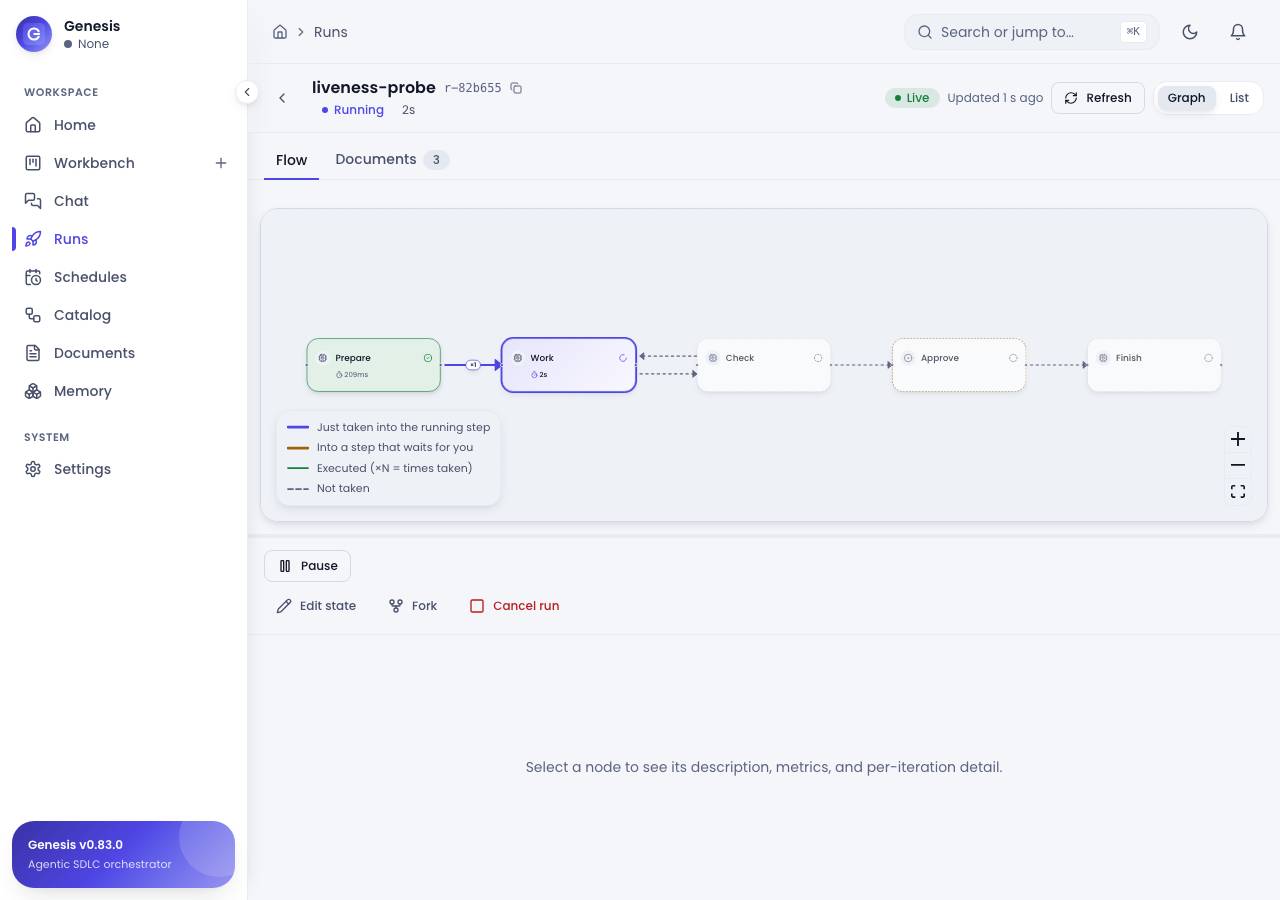 Genesis
None
WORKSPACE
Home
Workbench
Chat
Runs
Schedules
Catalog
Documents
Memory
SYSTEM
Settings
Genesis v0.83.0
Agentic SDLC orchestrator
Runs
Search or jump to...
⌘K
liveness-probe r-82b655
Running 2s
Live Updated 1 s ago Refresh Graph List
Flow Documents 3
Prepare
209ms
×1
Work
2s
Check
Approve
Finish
Just taken into the running step
Into a step that waits for you
Executed (×N = times taken)
Not taken
Pause
Edit state Fork Cancel run
Select a node to see its description, metrics, and per-iteration detail.